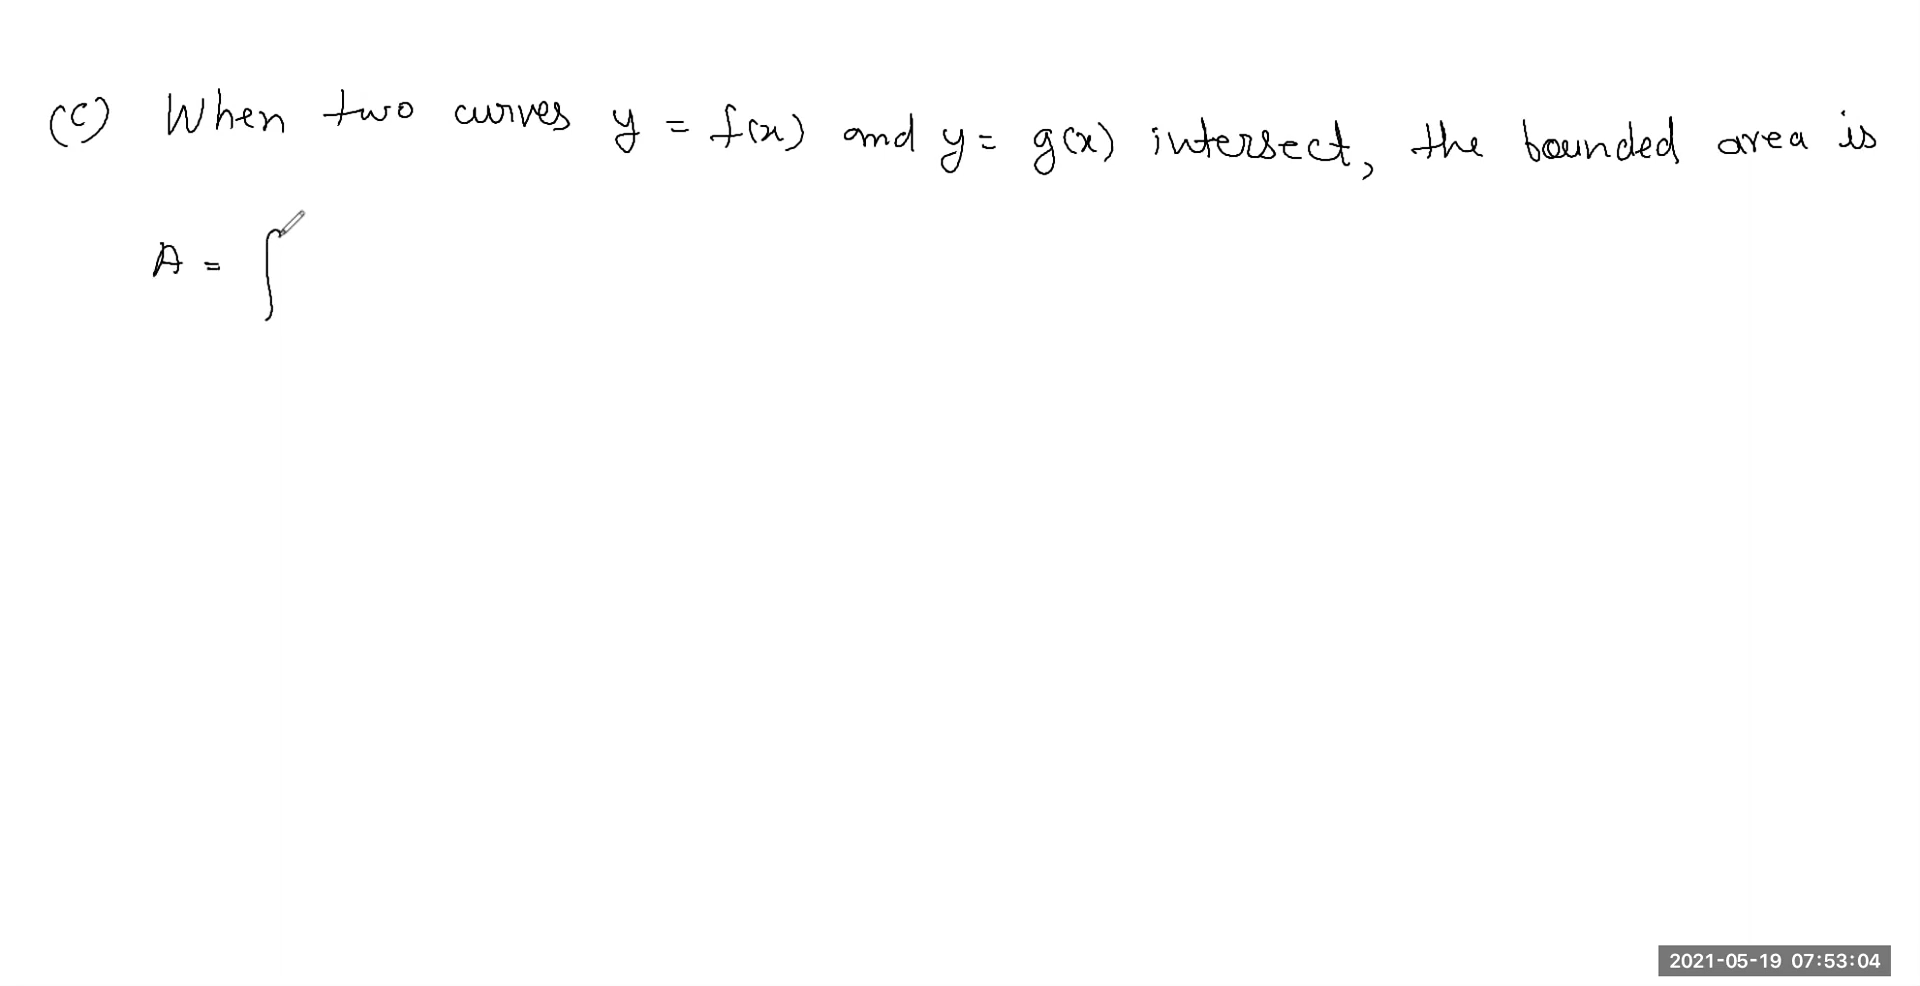 (c) When two curves y = f(x) and y = g(x) intersect, the bounded area is
A = ∫
2021-05-19 07:53:04